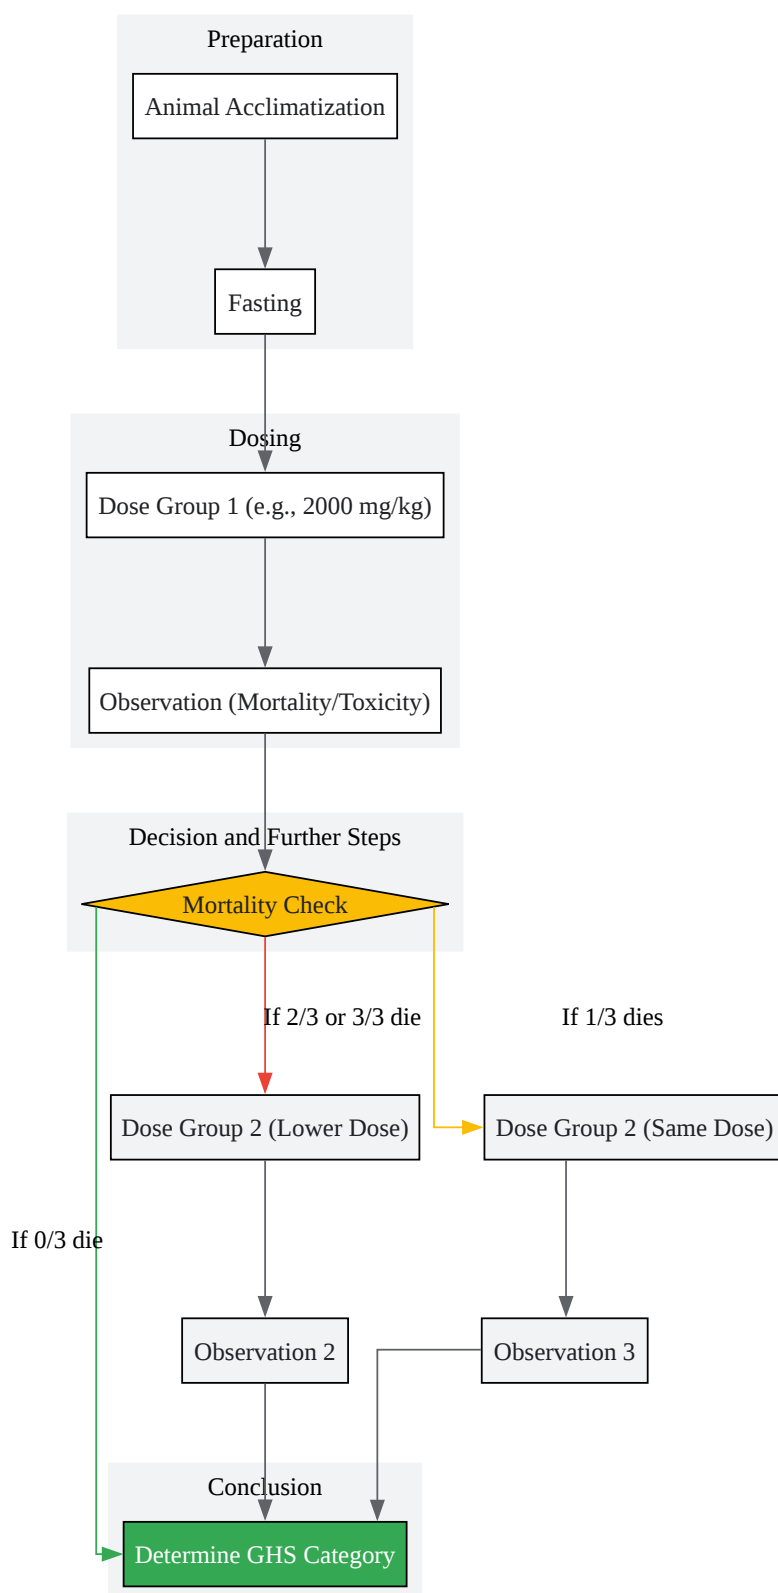 Preparation
Animal Acclimatization
Fasting
Dosing
Dose Group 1 (e.g., 2000 mg/kg)
Observation (Mortality/Toxicity)
Decision and Further Steps
Mortality Check
If 2/3 or 3/3 die
If 1/3 dies
Dose Group 2 (Lower Dose)
Dose Group 2 (Same Dose)
If 0/3 die
Observation 2
Observation 3
Conclusion
Determine GHS Category